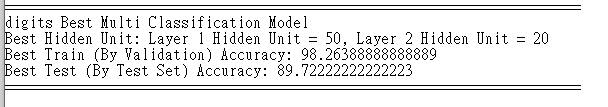 digits Best Multi Classification Model
Best Hidden Unit: Layer 1 Hidden Unit = 50, Layer 2 Hidden Unit = 20
Best Train (By Validation) Accuracy: 98.26388888888889
Best Test (By Test Set) Accuracy: 89.72222222222223